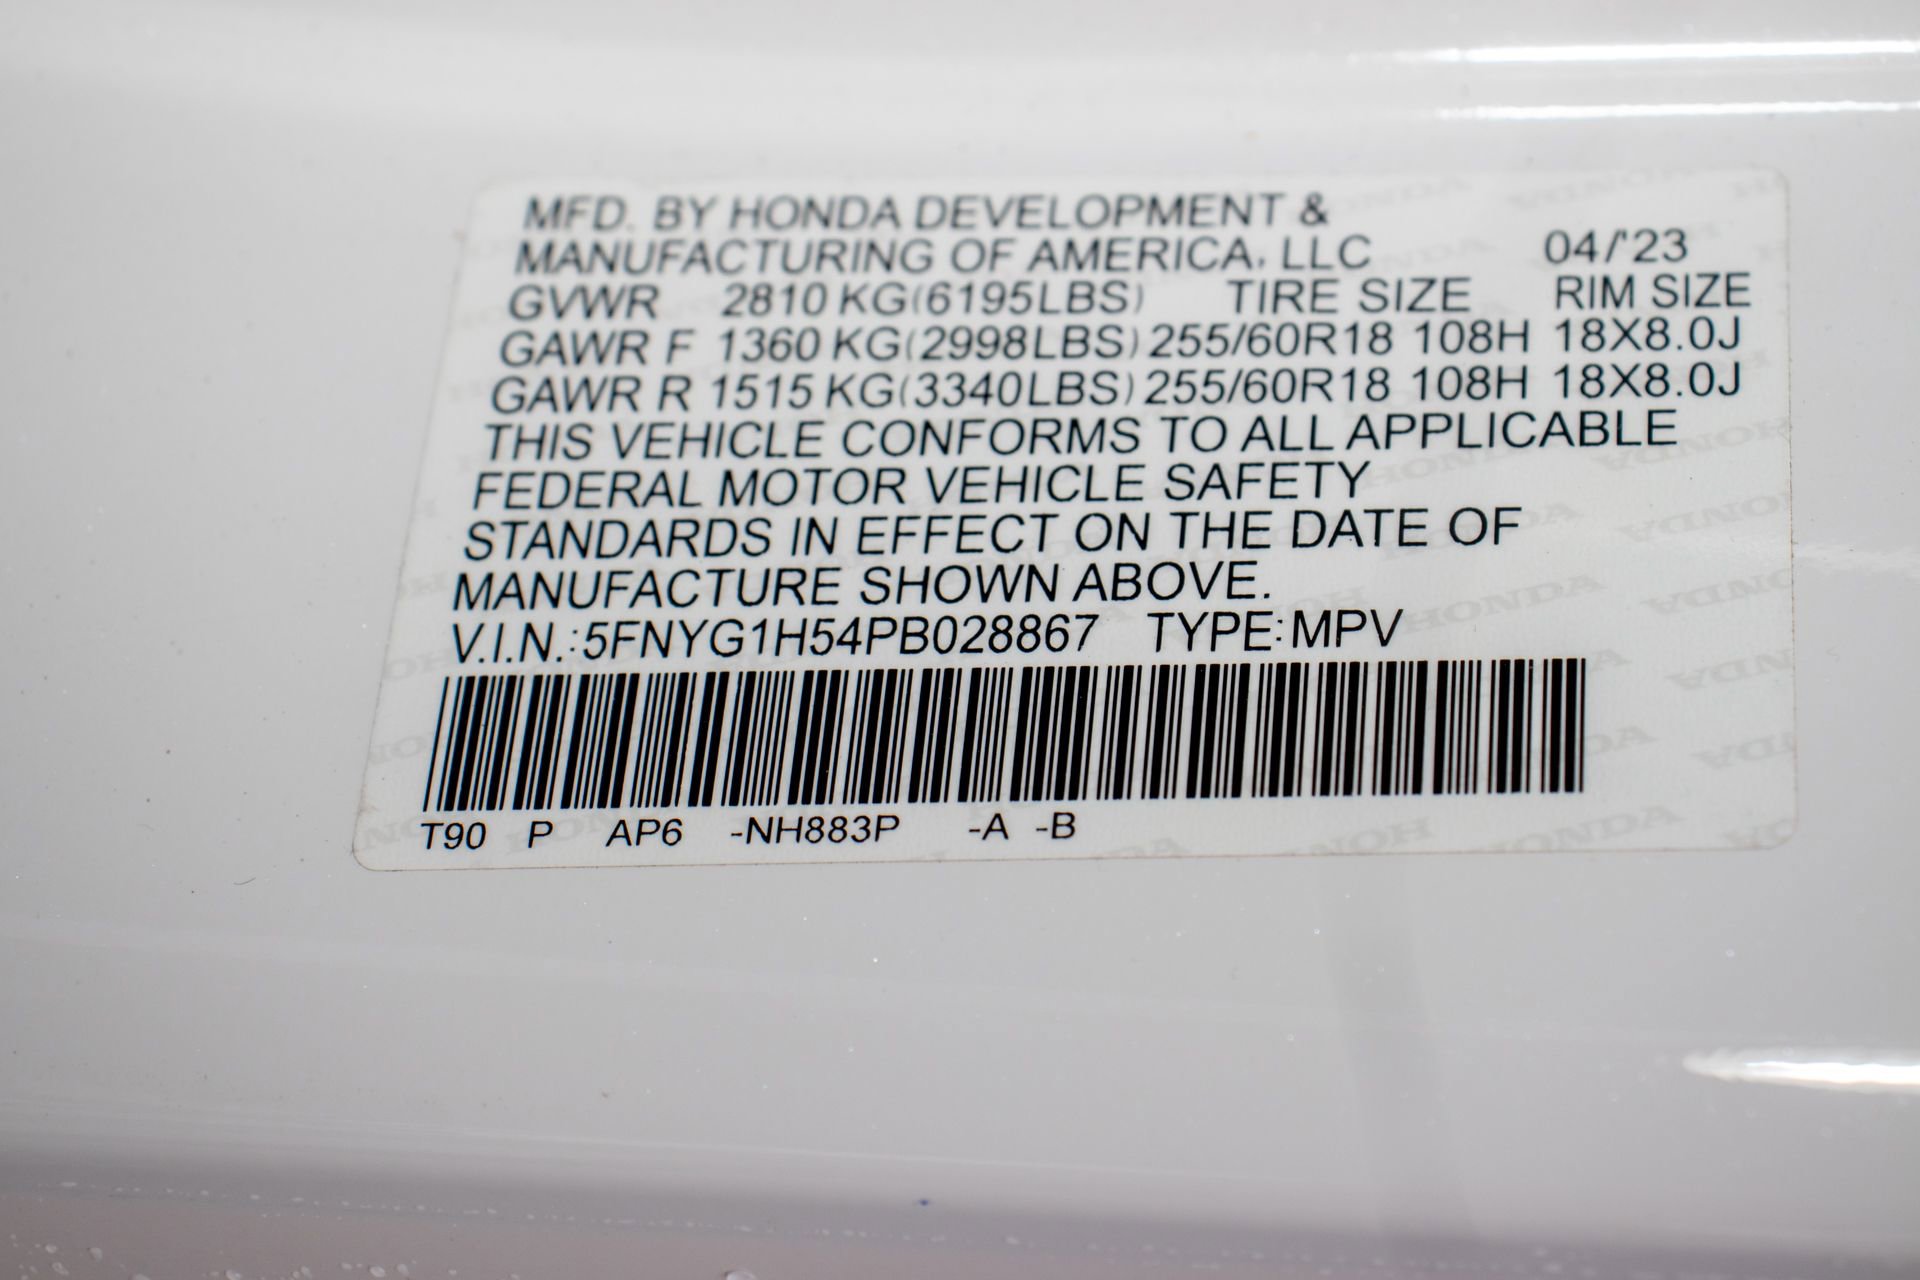 MFD. BY HONDA DEVELOPMENT &
MANUFACTURING OF AMERICA, LLC 04/'23
GVWR 2810 KG(6195LBS) TIRE SIZE RIM SIZE
GAWR F 1360 KG(2998LBS) 255/60R18 108H 18X8.0J
GAWR R 1515 KG(3340LBS) 255/60R18 108H 18X8.0J
THIS VEHICLE CONFORMS TO ALL APPLICABLE
FEDERAL MOTOR VEHICLE SAFETY
STANDARDS IN EFFECT ON THE DATE OF
MANUFACTURE SHOWN ABOVE.
V.I.N.:5FNYG1H54PB028867 TYPE:MPV
T90 P AP6 -NH883P -A -B